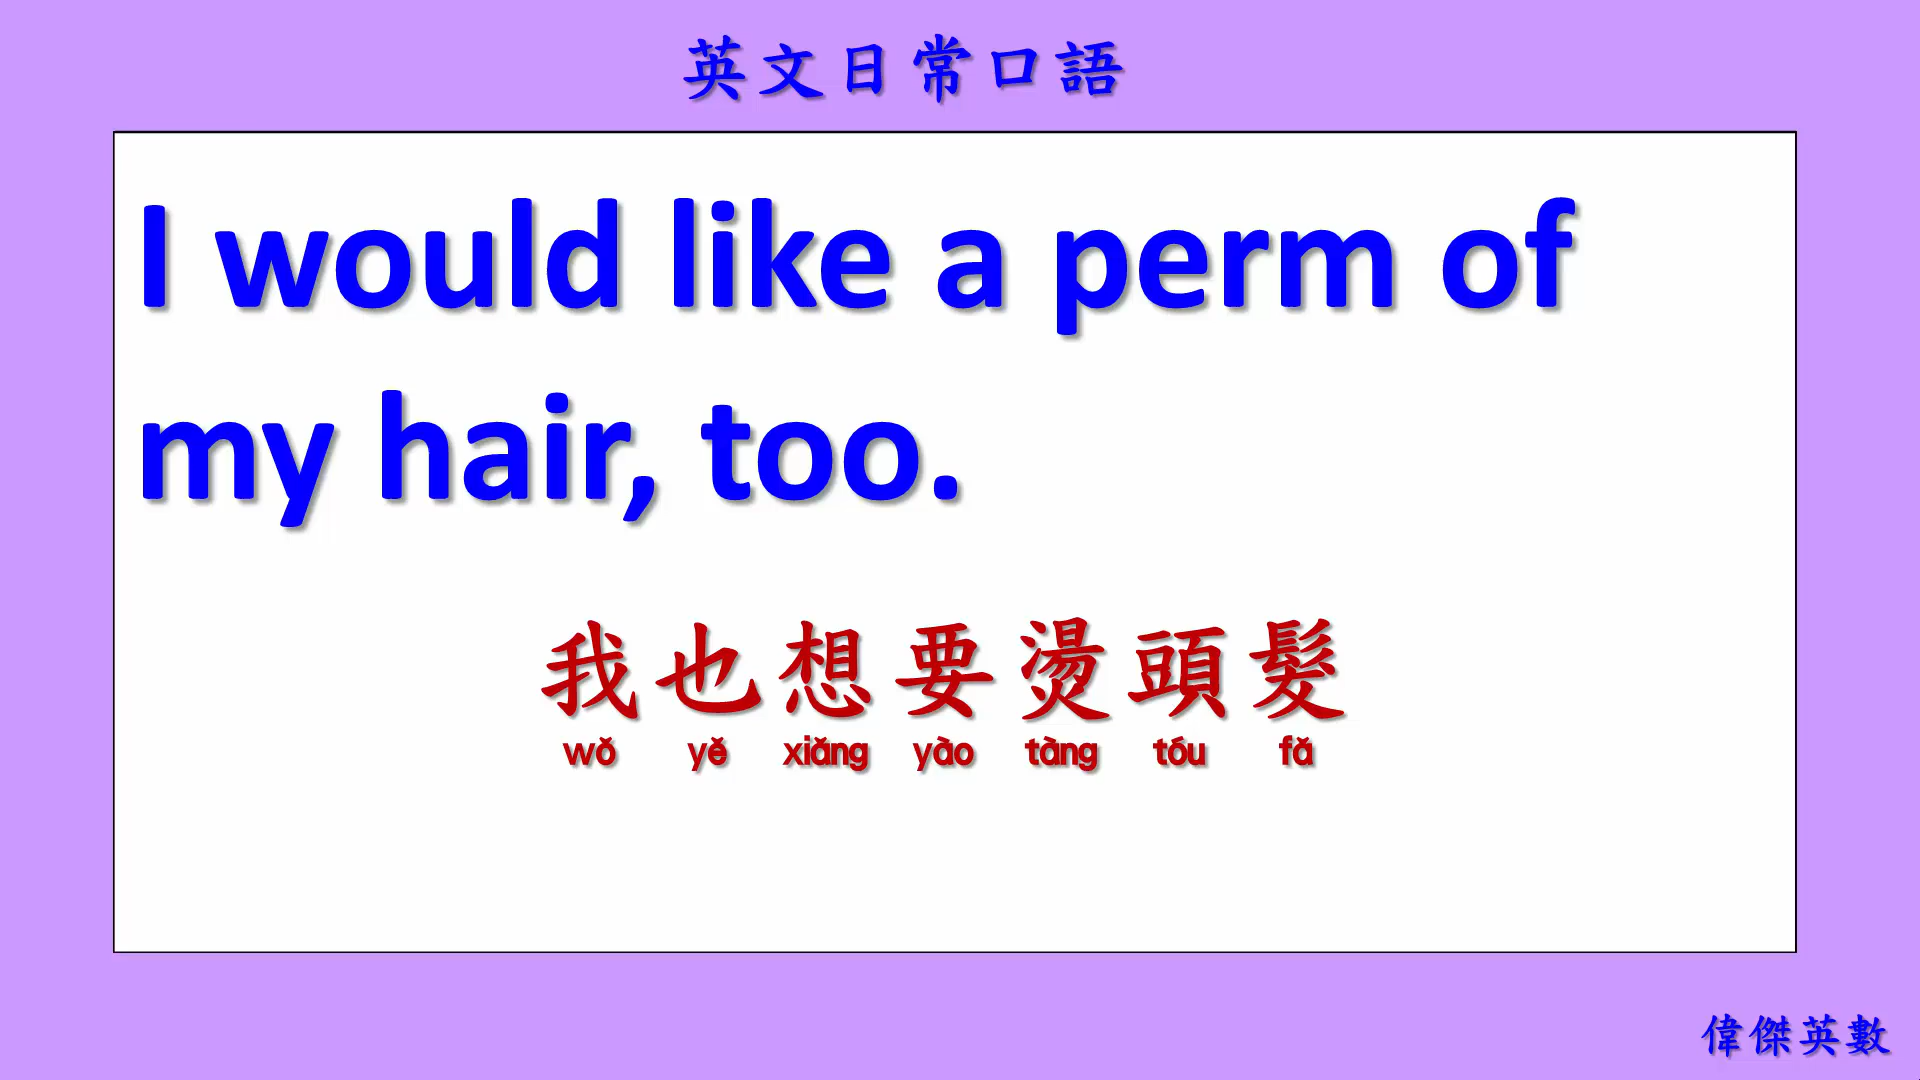 英文日常口語
I would like a perm of
my hair, too.
我也想要燙頭髮
wǒ yě xiǎng yào tàng tóu fǎ
偉傑英數